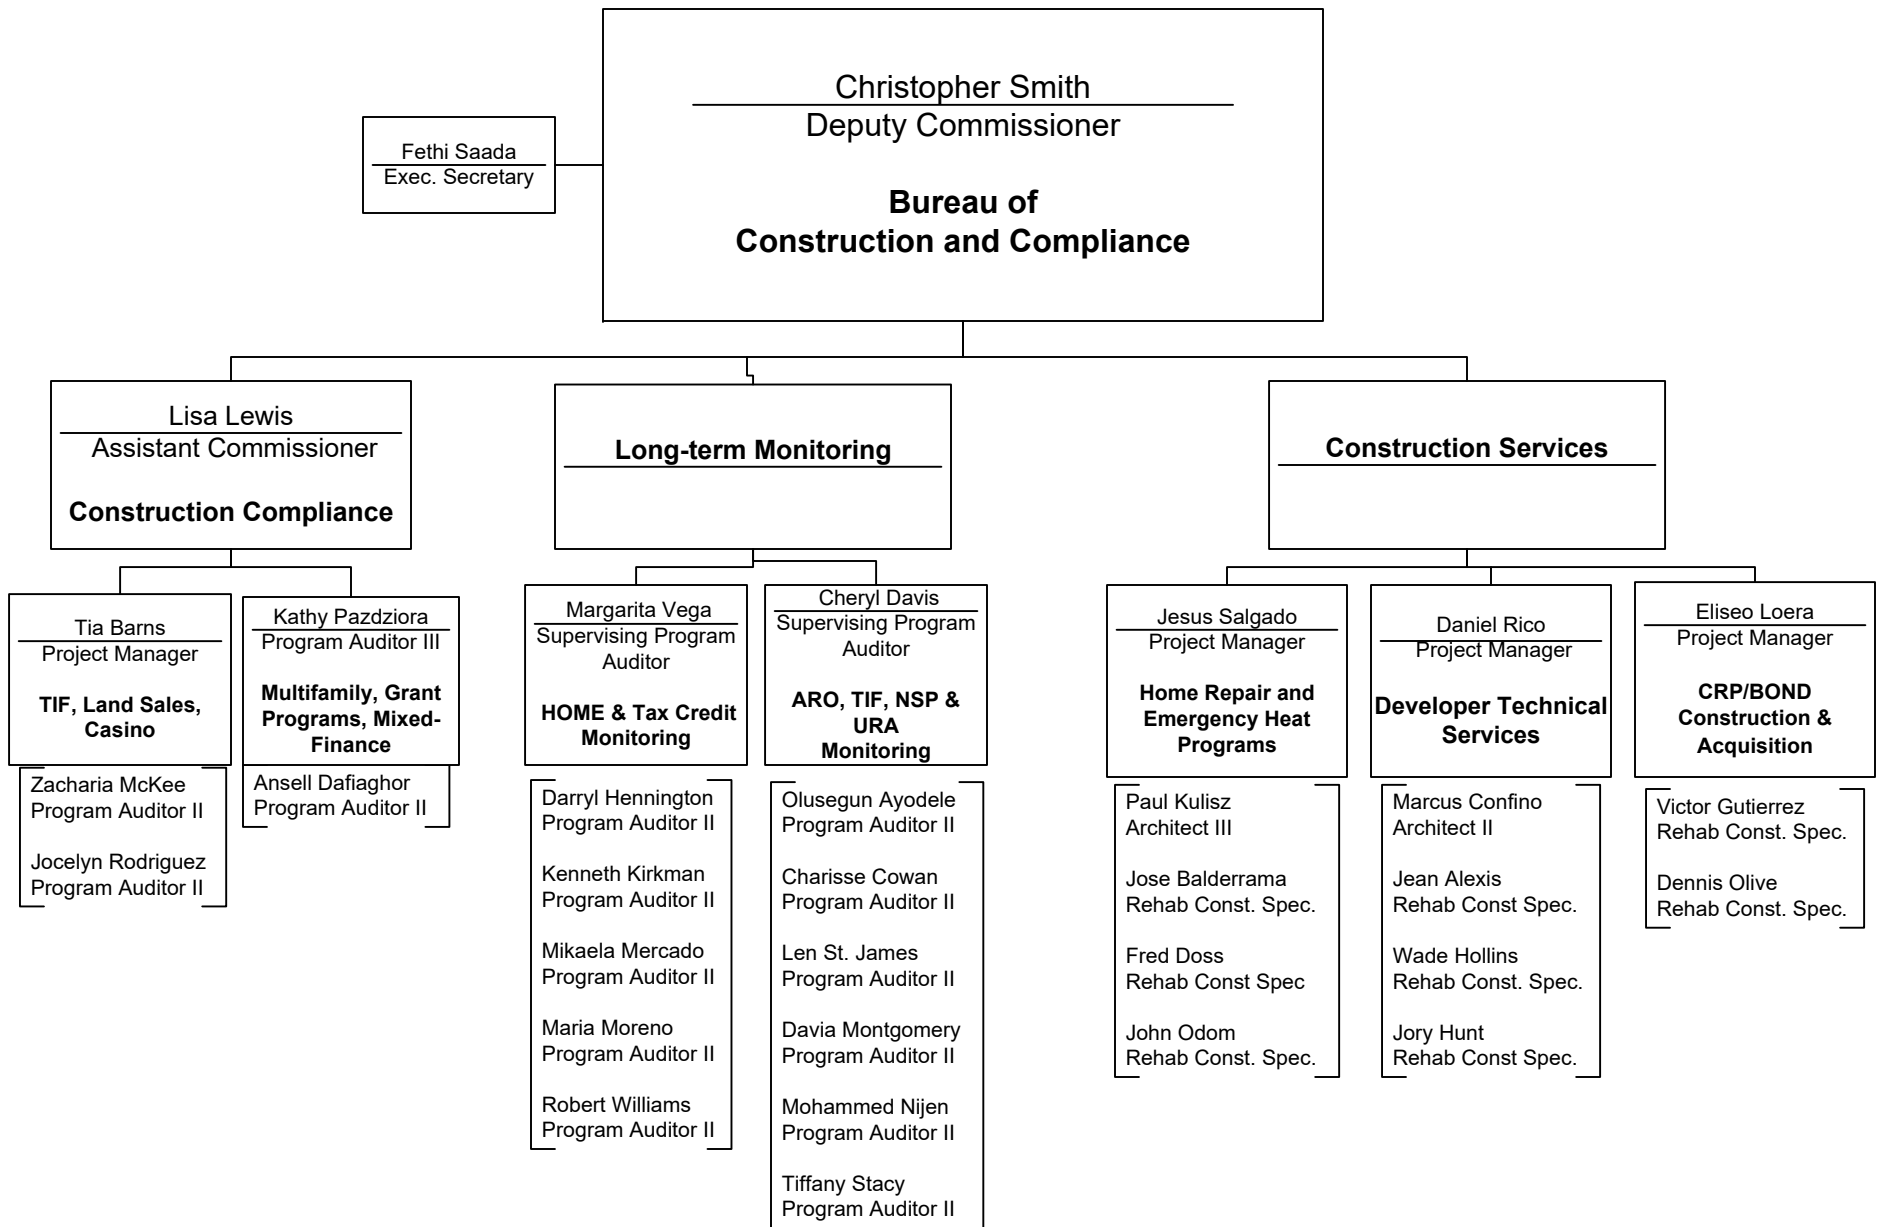 Christopher Smith
Deputy Commissioner
Bureau of
Construction and Compliance
Fethi Saada
Exec. Secretary
Lisa Lewis
Assistant Commissioner
Construction Compliance
Long-term Monitoring
Construction Services
Tia Barns
Project Manager
TIF, Land Sales,
Casino
Zacharia McKee
Program Auditor II
Jocelyn Rodriguez
Program Auditor II
Kathy Pazdziora
Program Auditor III
Multifamily, Grant
Programs, Mixed-
Finance
Ansell Dafiaghor
Program Auditor II
Margarita Vega
Supervising Program
Auditor
HOME & Tax Credit
Monitoring
Darryl Hennington
Program Auditor II
Kenneth Kirkman
Program Auditor II
Mikaela Mercado
Program Auditor II
Maria Moreno
Program Auditor II
Robert Williams
Program Auditor II
Cheryl Davis
Supervising Program
Auditor
ARO, TIF, NSP &
URA
Monitoring
Olusegun Ayodele
Program Auditor II
Charisse Cowan
Program Auditor II
Len St. James
Program Auditor II
Davia Montgomery
Program Auditor II
Mohammed Nijen
Program Auditor II
Tiffany Stacy
Program Auditor II
Jesus Salgado
Project Manager
Home Repair and
Emergency Heat
Programs
Paul Kulisz
Architect III
Jose Balderrama
Rehab Const. Spec.
Fred Doss
Rehab Const Spec
John Odom
Rehab Const. Spec.
Daniel Rico
Project Manager
Developer Technical
Services
Marcus Confino
Architect II
Jean Alexis
Rehab Const Spec.
Wade Hollins
Rehab Const. Spec.
Jory Hunt
Rehab Const Spec.
Eliseo Loera
Project Manager
CRP/BOND
Construction &
Acquisition
Victor Gutierrez
Rehab Const. Spec.
Dennis Olive
Rehab Const. Spec.